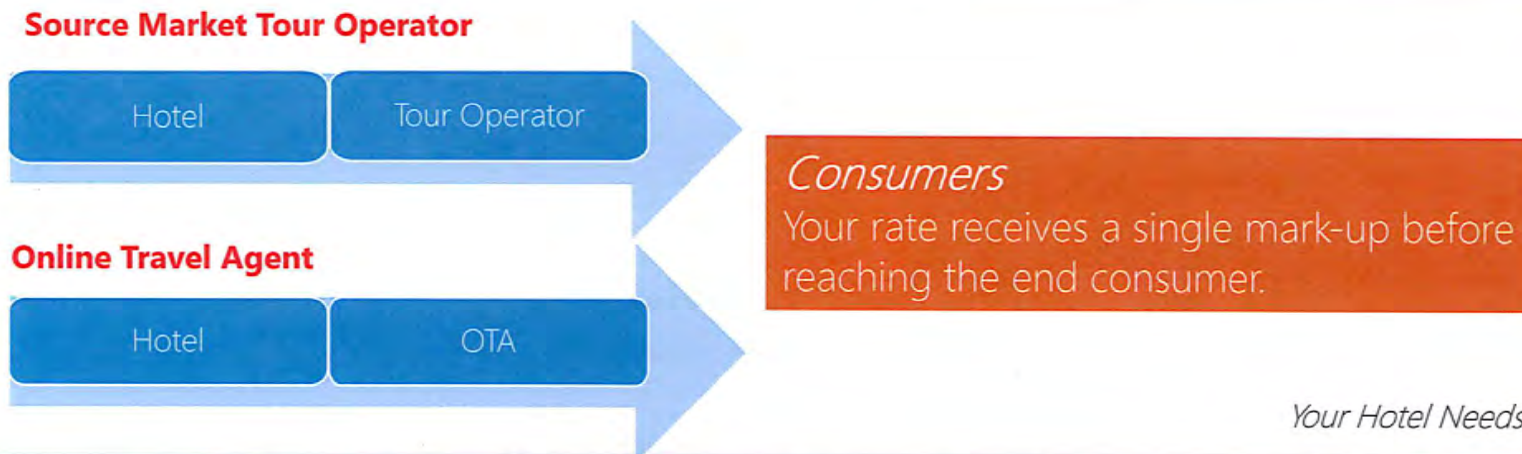 Source Market Tour Operator
Hotel
Tour Operator
Consumers
Your rate receives a single mark-up before
reaching the end consumer.
Online Travel Agent
Hotel
OTA
Your Hotel Needs